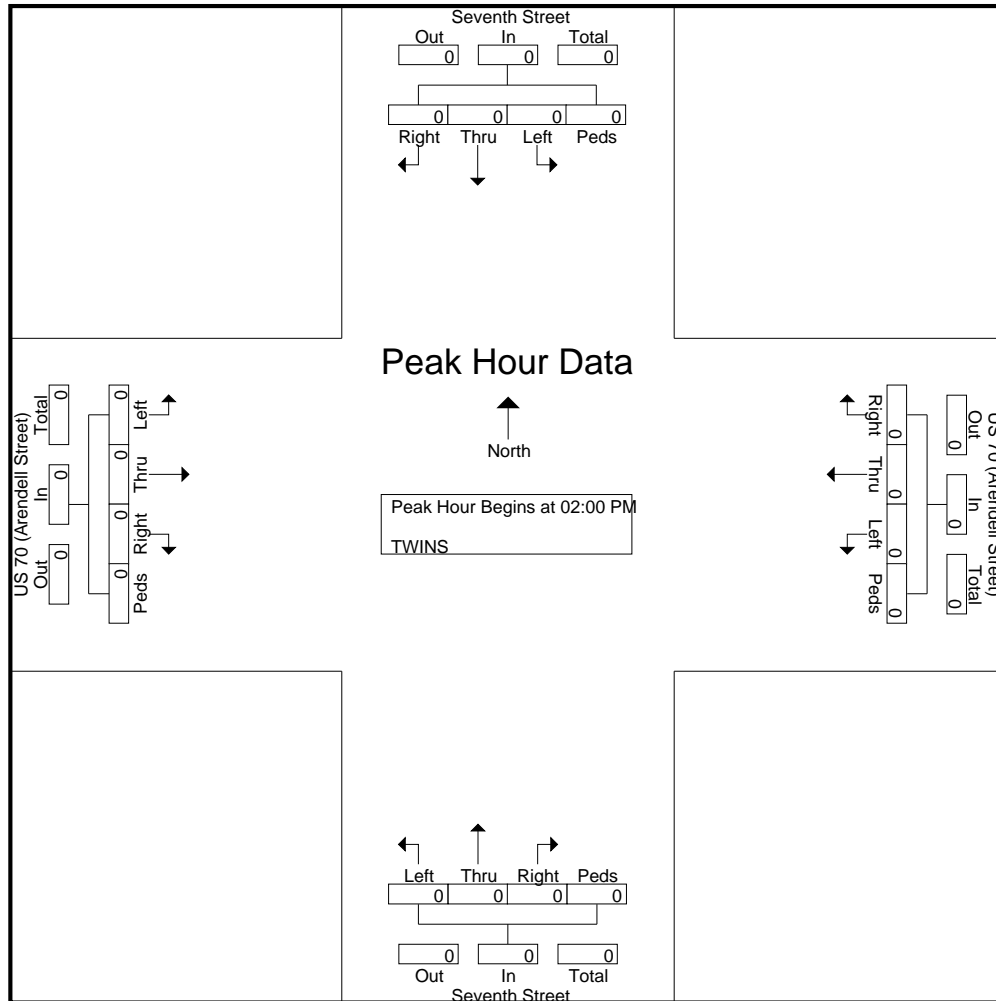 Seventh Street
Out In Total
0 0 0
0 0 0 0
Right Thru Left Peds
Peak Hour Data
North
Peak Hour Begins at 02:00 PM
TWINS
US 70 (Arendell Street)
Out In Total
0 0 0
0 0 0 0
Left Thru Right Peds
US 70 (Arendell Street)
Out In Total
0 0 0
0 0 0 0
Right Thru Left Peds
Left Thru Right Peds
0 0 0 0
0 0 0
Out In Total
Seventh Street